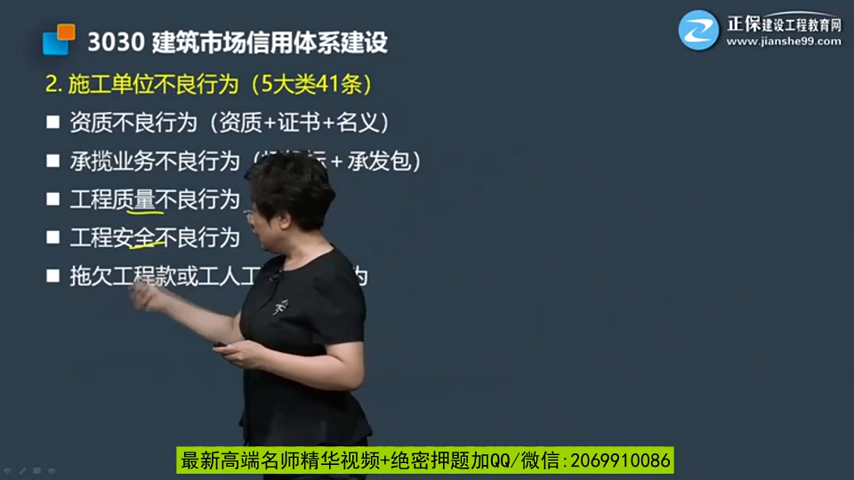 正保建设工程教育网
www.jianshe99.com
3030 建筑市场信用体系建设
2. 施工单位不良行为（5大类41条）
■ 资质不良行为（资质+证书+名义）
■ 承揽业务不良行为（ 标+承发包）
■ 工程质量不良行为
■ 工程安全不良行为
■ 拖欠工程款或工人工 为
最新高端名师精华视频+绝密押题加QQ/微信:2069910086